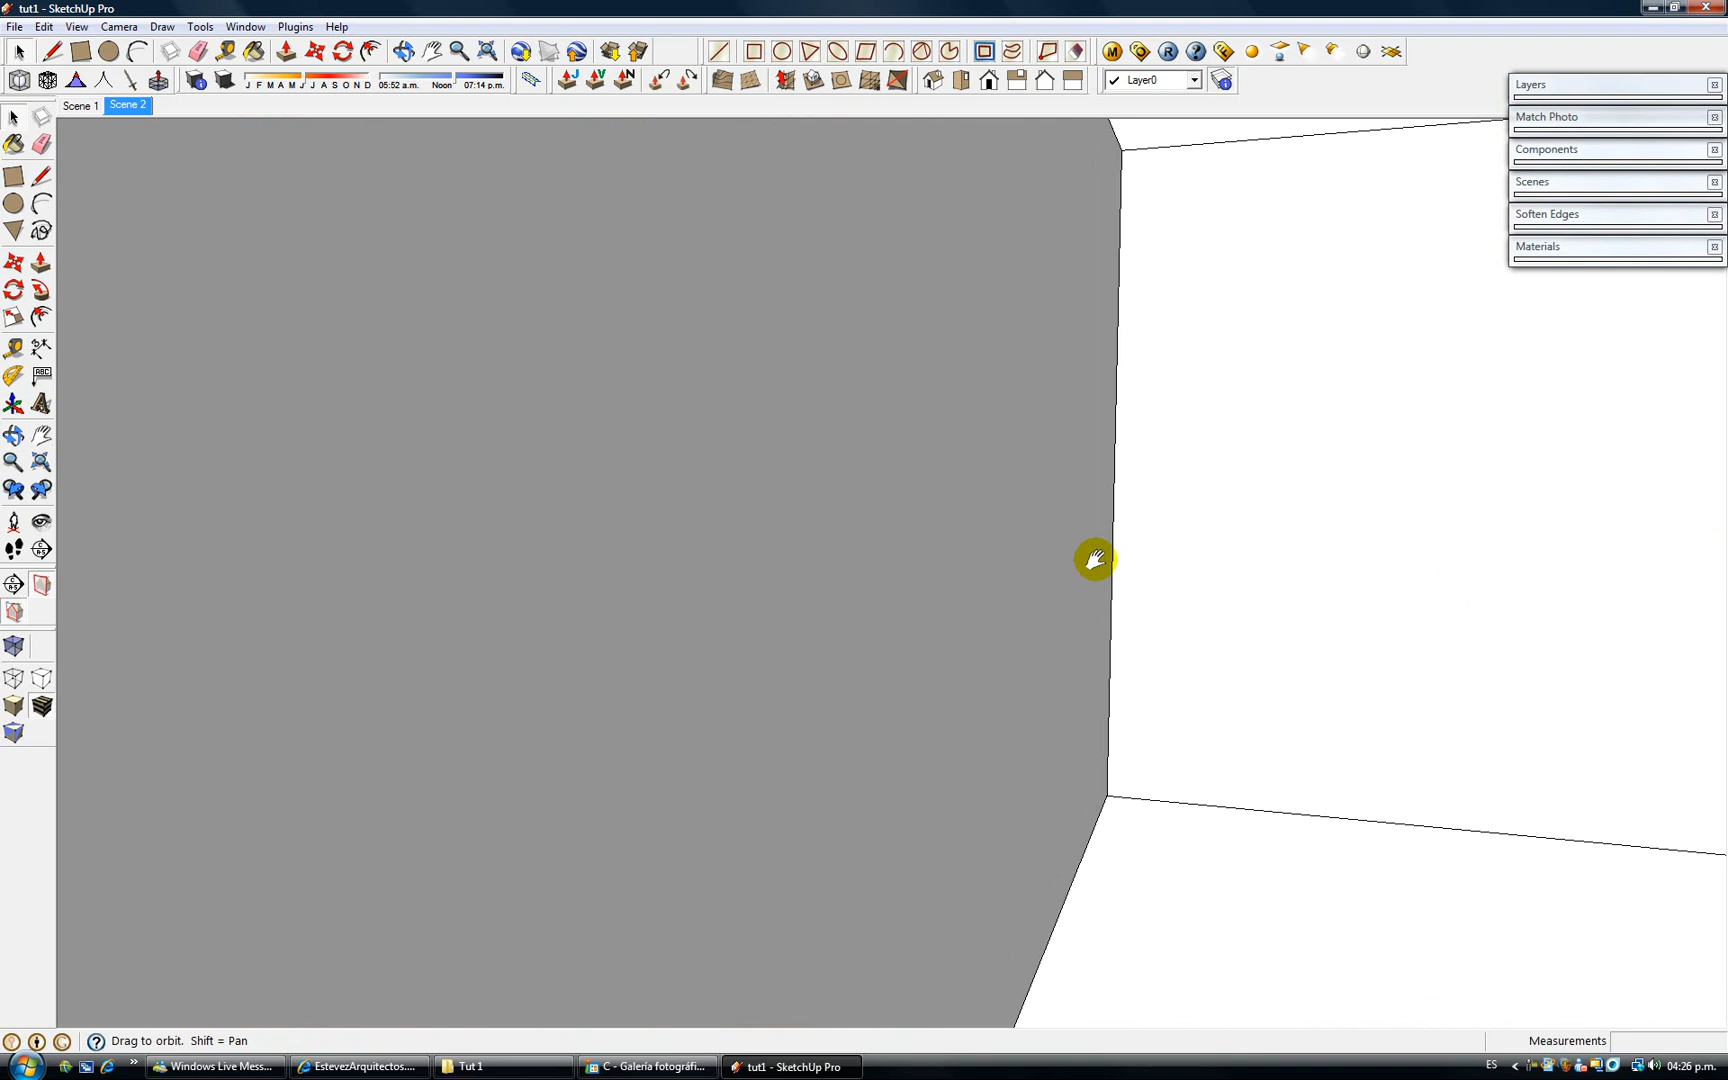 tut1 - SketchUp Pro
File Edit View Camera Draw Tools Window Plugins Help
M R ?
J F M A M J J A S O N D 05:52 a.m. Noon 07:14 p.m. J V N Layer0
Scene 1 Scene 2
Layers
Match Photo
Components
Scenes
Soften Edges
Materials
ABC
Drag to orbit. Shift = Pan
Measurements
Windows Live Mess... EstevezArquitectos.... Tut 1 C - Galería fotográfi... tut1 - SketchUp Pro ES 04:26 p.m.